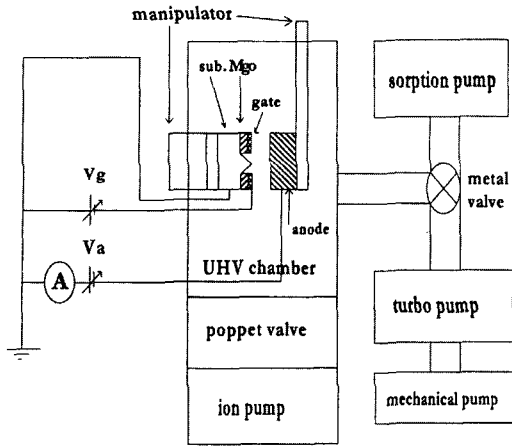 manipulator
sub. Mgo
gate
sorption pump
Vg
metal
valve
anode
Va
A
UHV chamber
turbo pump
poppet valve
ion pump
mechanical pump